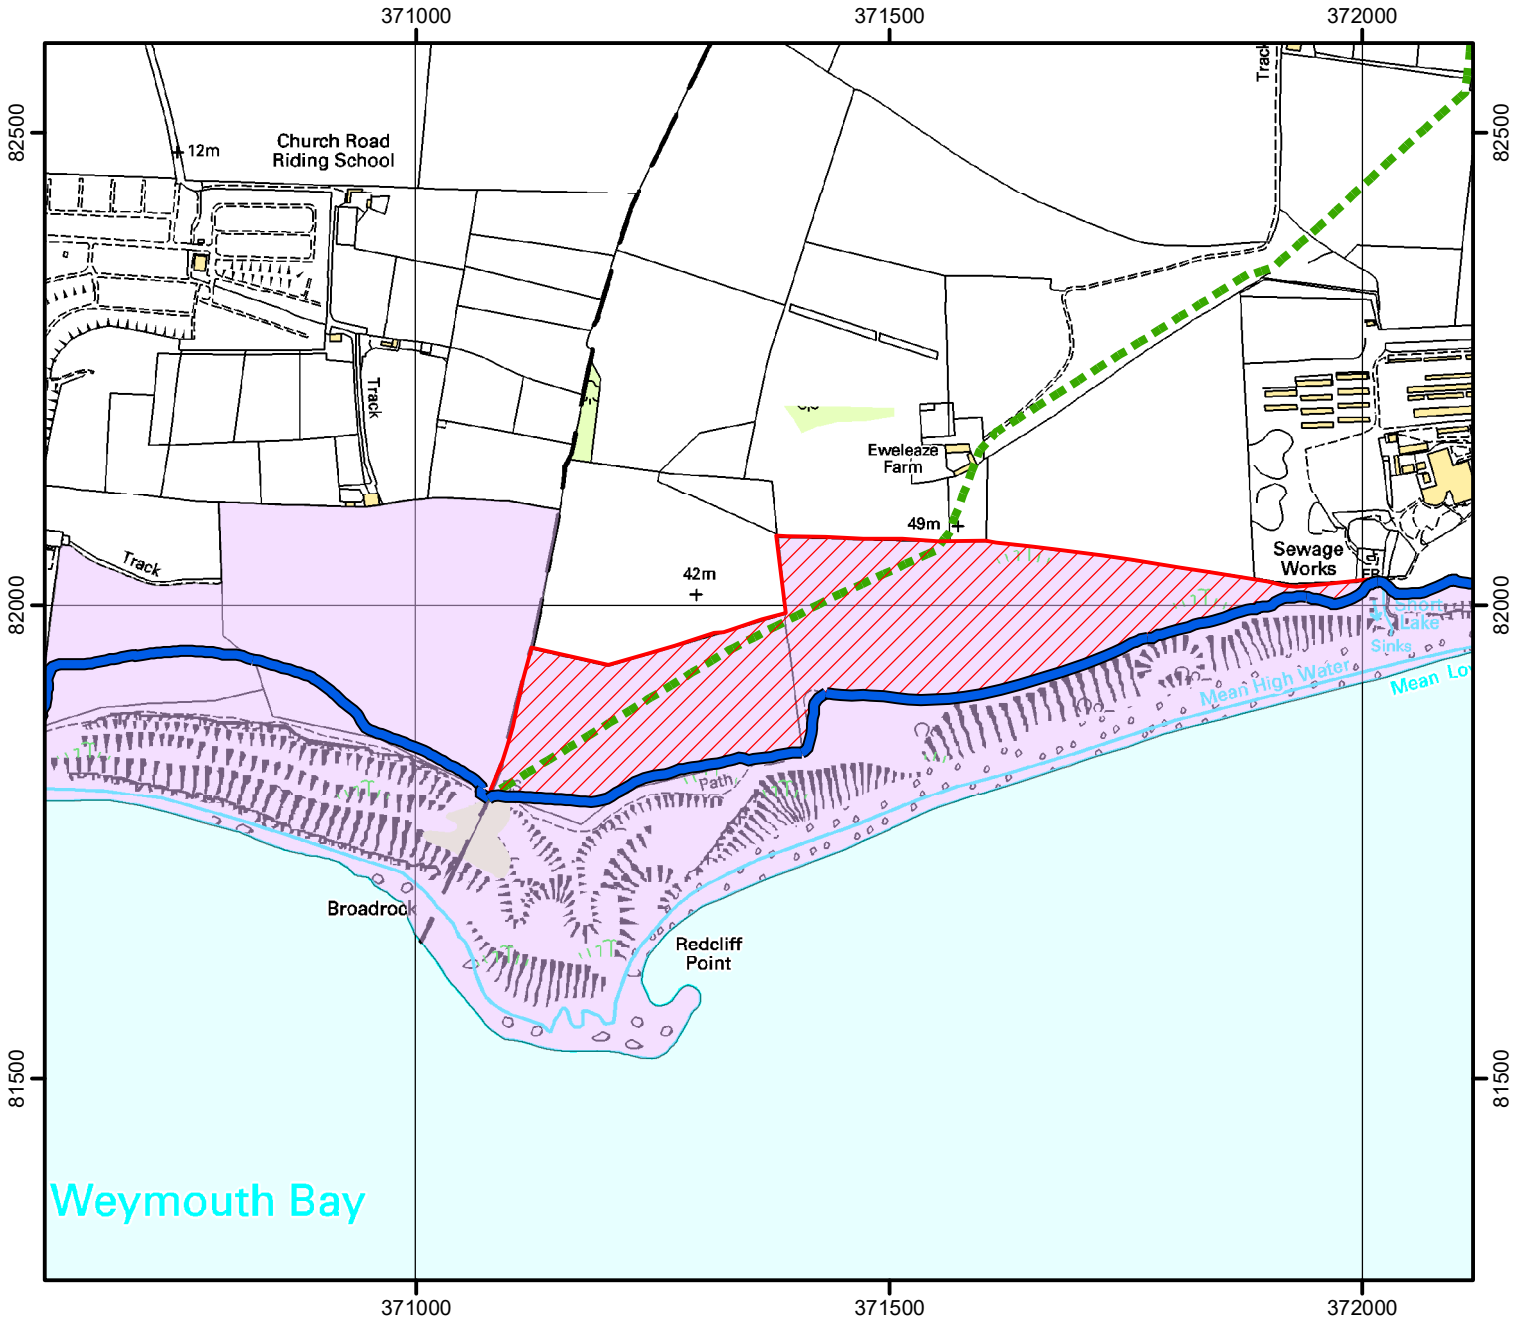 371000
371500
372000
82500
82500
Track
12m
Church Road
Riding School
Track
Eweleaze
Farm
49m
Sewage
Works
Track
42m
82000
82000
Short
Lake
Sinks
Mean High Water
Mean Lo
Path
Broadrock
Redcliff
Point
81500
81500
Weymouth Bay
371000
371500
372000